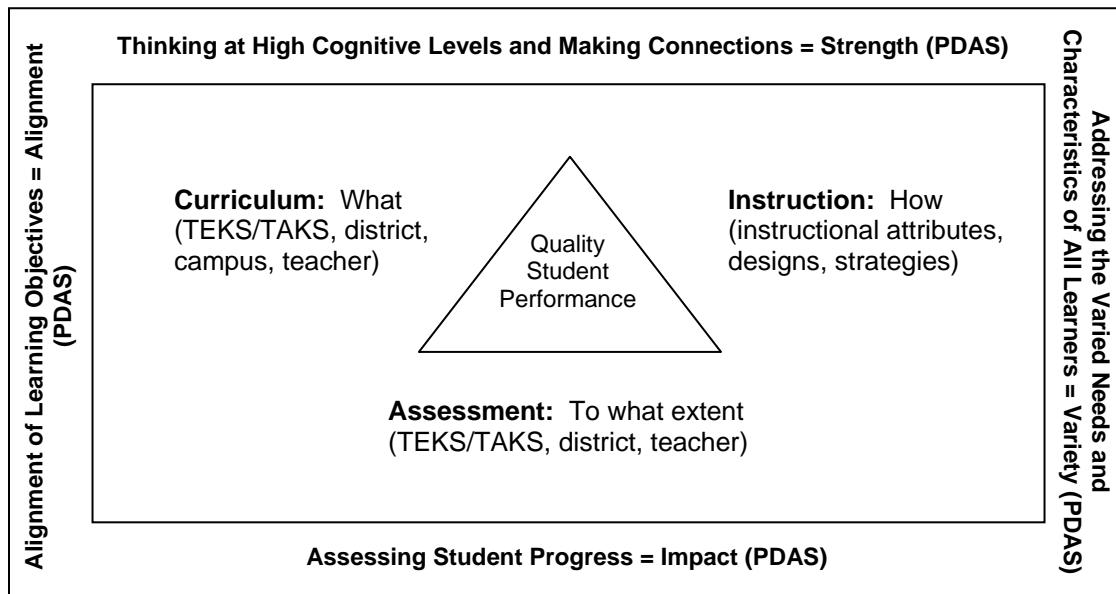 Thinking at High Cognitive Levels and Making Connections = Strength (PDAS)
Alignment of Learning Objectives = Alignment
(PDAS)
Curriculum: What
(TEKS/TAKS, district,
campus, teacher)
Quality
Student
Performance
Instruction: How
(instructional attributes,
designs, strategies)
Assessment: To what extent
(TEKS/TAKS, district, teacher)
Addressing the Varied Needs and
Characteristics of All Learners = Variety (PDAS)
Assessing Student Progress = Impact (PDAS)